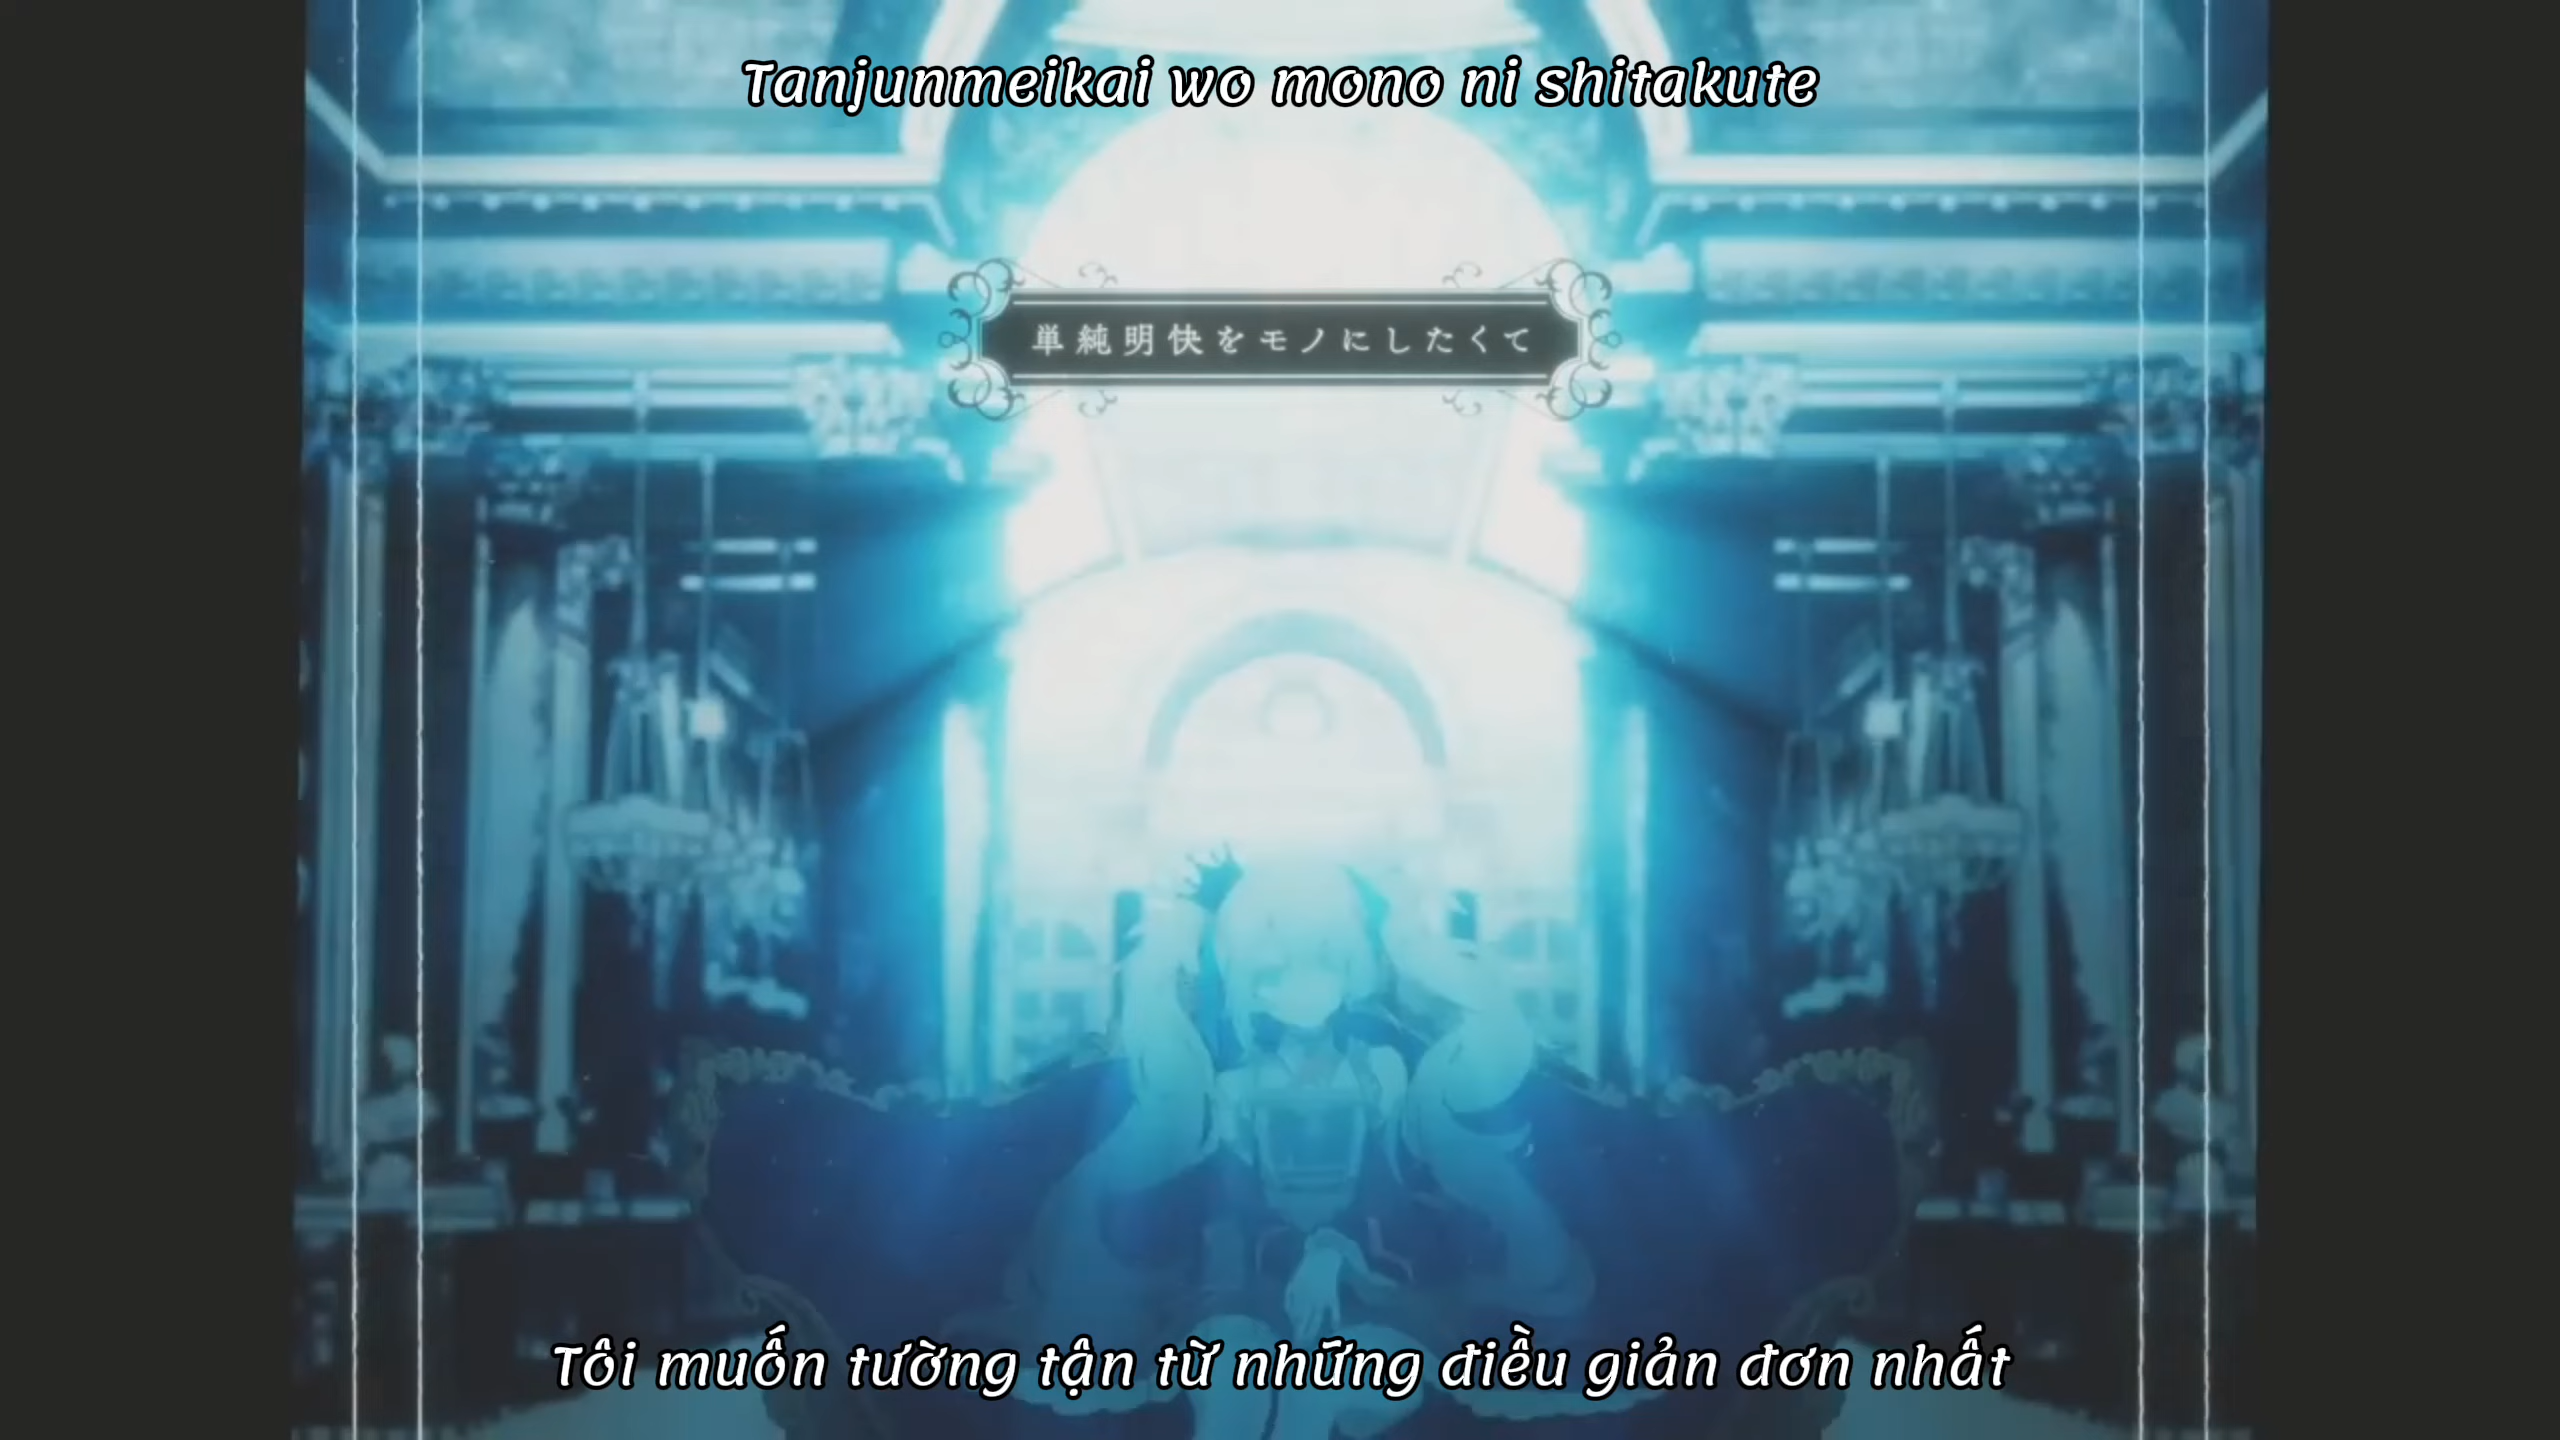 Tanjunmeikai wo mono ni shitakute
単純明快をモノにしたくて
Tôi muốn tường tận từ những điều giản đơn nhất